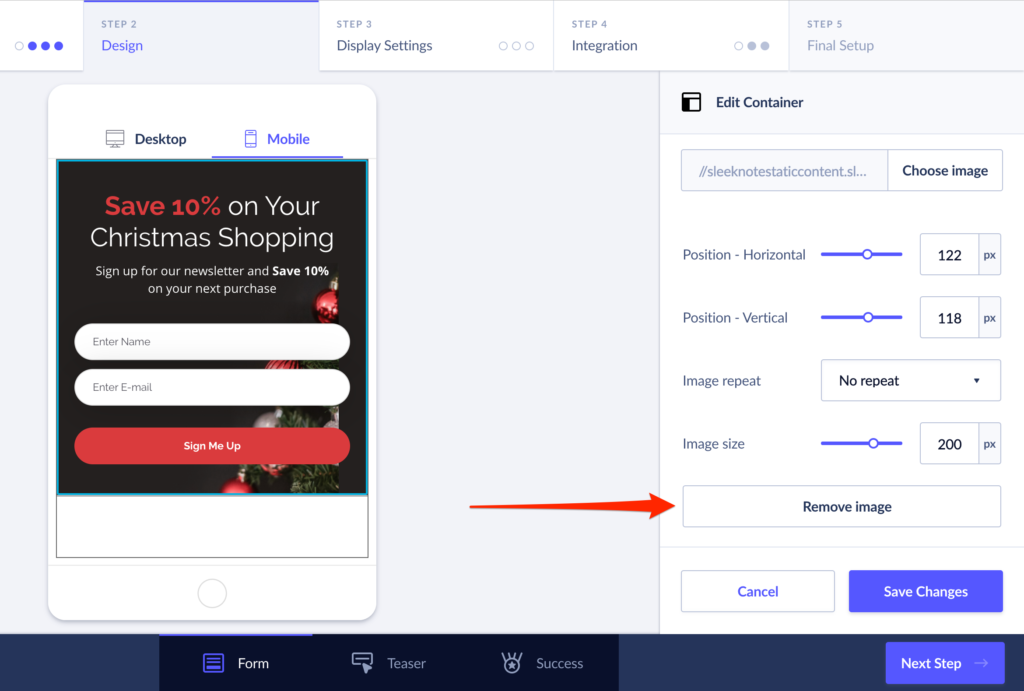 STEP 2
Design
STEP 3
Display Settings
STEP 4
Integration
STEP 5
Final Setup
Desktop
Mobile
Save 10% on Your
Christmas Shopping
Sign up for our newsletter and Save 10%
on your next purchase
Enter Name
Enter E-mail
Sign Me Up
Edit Container
//sleeknotestaticcontent.sl...
Choose image
Position - Horizontal
122
px
Position - Vertical
118
px
Image repeat
No repeat
Image size
200
px
Remove image
Cancel
Save Changes
Form
Teaser
Success
Next Step